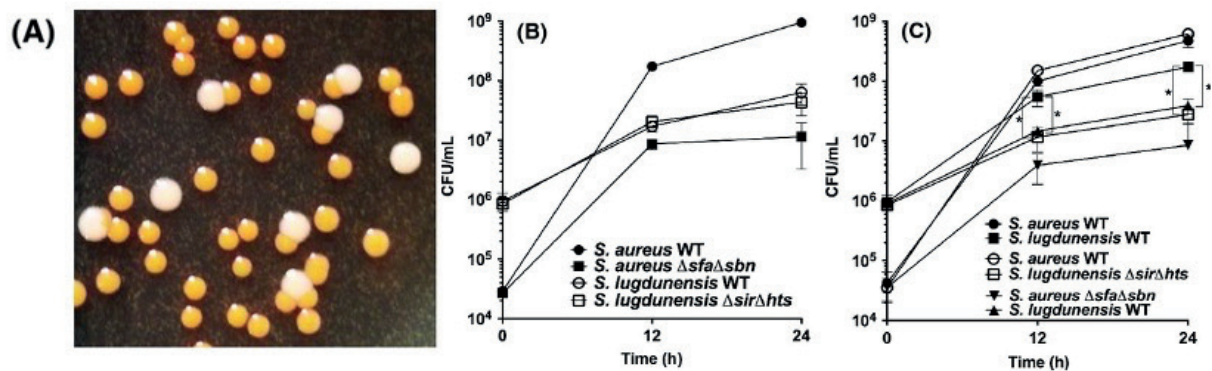 (A)
(B)
10⁹
10⁸
10⁷
10⁶
10⁵
10⁴
CFU/mL
0
12
24
Time (h)
S. aureus WT
S. aureus ΔsfaΔsbn
S. lugdunensis WT
S. lugdunensis ΔsirΔhts
(C)
10⁹
10⁸
10⁷
10⁶
10⁵
10⁴
CFU/mL
0
12
24
Time (h)
*
*
*
*
S. aureus WT
S. lugdunensis WT
S. aureus WT
S. lugdunensis ΔsirΔhts
S. aureus ΔsfaΔsbn
S. lugdunensis WT